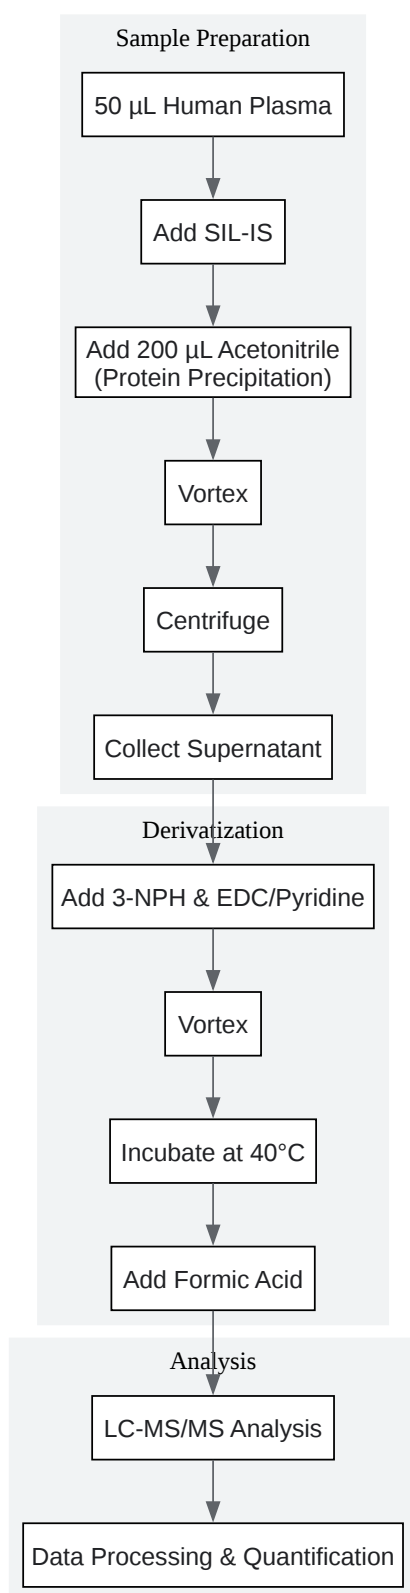 Sample Preparation
50 µL Human Plasma
Add SIL-IS
Add 200 µL Acetonitrile
(Protein Precipitation)
Vortex
Centrifuge
Collect Supernatant
Derivatization
Add 3-NPH & EDC/Pyridine
Vortex
Incubate at 40°C
Add Formic Acid
Analysis
LC-MS/MS Analysis
Data Processing & Quantification